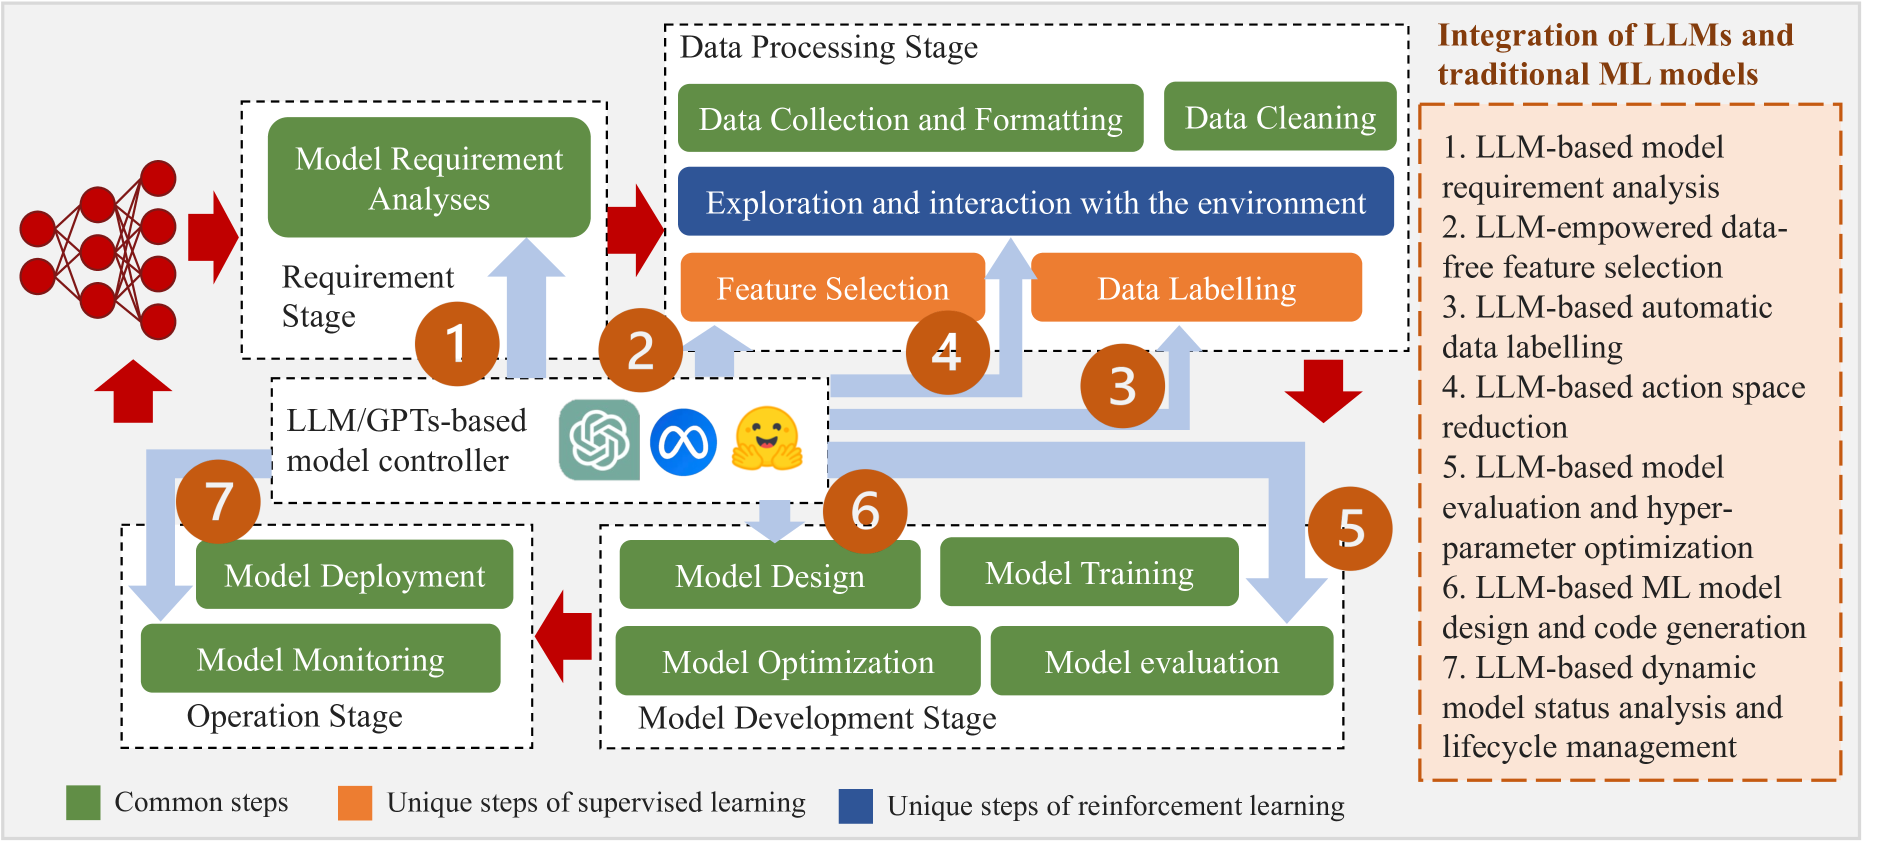 Data Processing Stage
Data Collection and Formatting
Data Cleaning
Exploration and interaction with the environment
Feature Selection
Data Labelling
Model Requirement
Analyses
Requirement
Stage
1
2
4
3
LLM/GPTs-based
model controller
7
6
5
Model Deployment
Model Monitoring
Operation Stage
Model Design
Model Training
Model Optimization
Model evaluation
Model Development Stage
Common steps
Unique steps of supervised learning
Unique steps of reinforcement learning
Integration of LLMs and
traditional ML models
1. LLM-based model
requirement analysis
2. LLM-empowered data-
free feature selection
3. LLM-based automatic
data labelling
4. LLM-based action space
reduction
5. LLM-based model
evaluation and hyper-
parameter optimization
6. LLM-based ML model
design and code generation
7. LLM-based dynamic
model status analysis and
lifecycle management